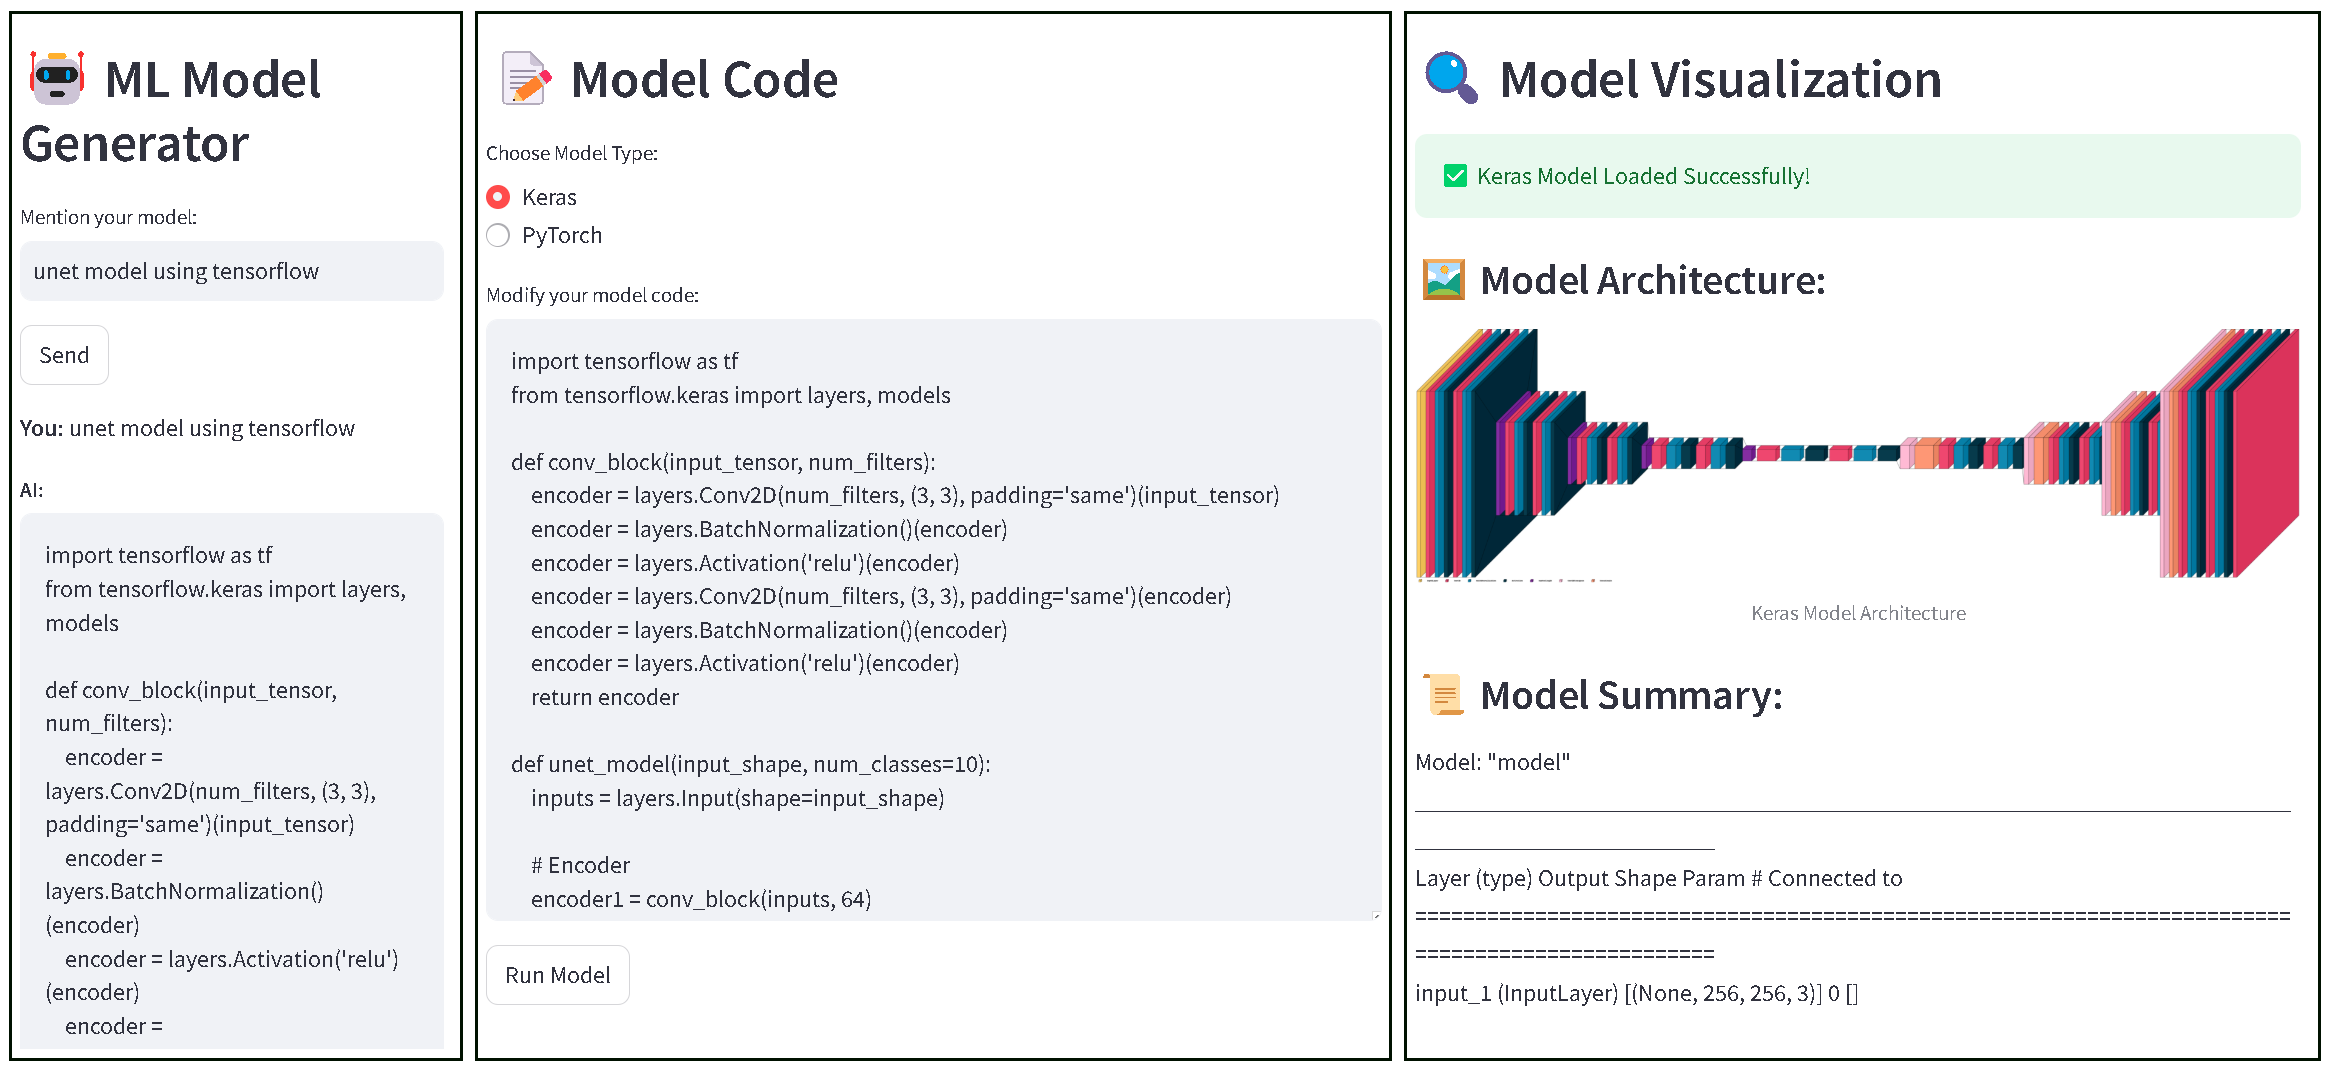 ML Model
Generator
Mention your model:
unet model using tensorflow
Send
You: unet model using tensorflow
AI:
import tensorflow as tf
from tensorflow.keras import layers,
models
def conv_block(input_tensor,
num_filters):
    encoder =
layers.Conv2D(num_filters, (3, 3),
padding='same')(input_tensor)
    encoder =
layers.BatchNormalization()
(encoder)
    encoder = layers.Activation('relu')
(encoder)
    encoder =
Model Code
Choose Model Type:
Keras
PyTorch
Modify your model code:
import tensorflow as tf
from tensorflow.keras import layers, models
def conv_block(input_tensor, num_filters):
    encoder = layers.Conv2D(num_filters, (3, 3), padding='same')(input_tensor)
    encoder = layers.BatchNormalization()(encoder)
    encoder = layers.Activation('relu')(encoder)
    encoder = layers.Conv2D(num_filters, (3, 3), padding='same')(encoder)
    encoder = layers.BatchNormalization()(encoder)
    encoder = layers.Activation('relu')(encoder)
    return encoder
def unet_model(input_shape, num_classes=10):
    inputs = layers.Input(shape=input_shape)
    # Encoder
    encoder1 = conv_block(inputs, 64)
Run Model
Model Visualization
Keras Model Loaded Successfully!
Model Architecture:
Keras Model Architecture
Model Summary:
Model: "model"
Layer (type) Output Shape Param # Connected to
input_1 (InputLayer) [(None, 256, 256, 3)] 0 []